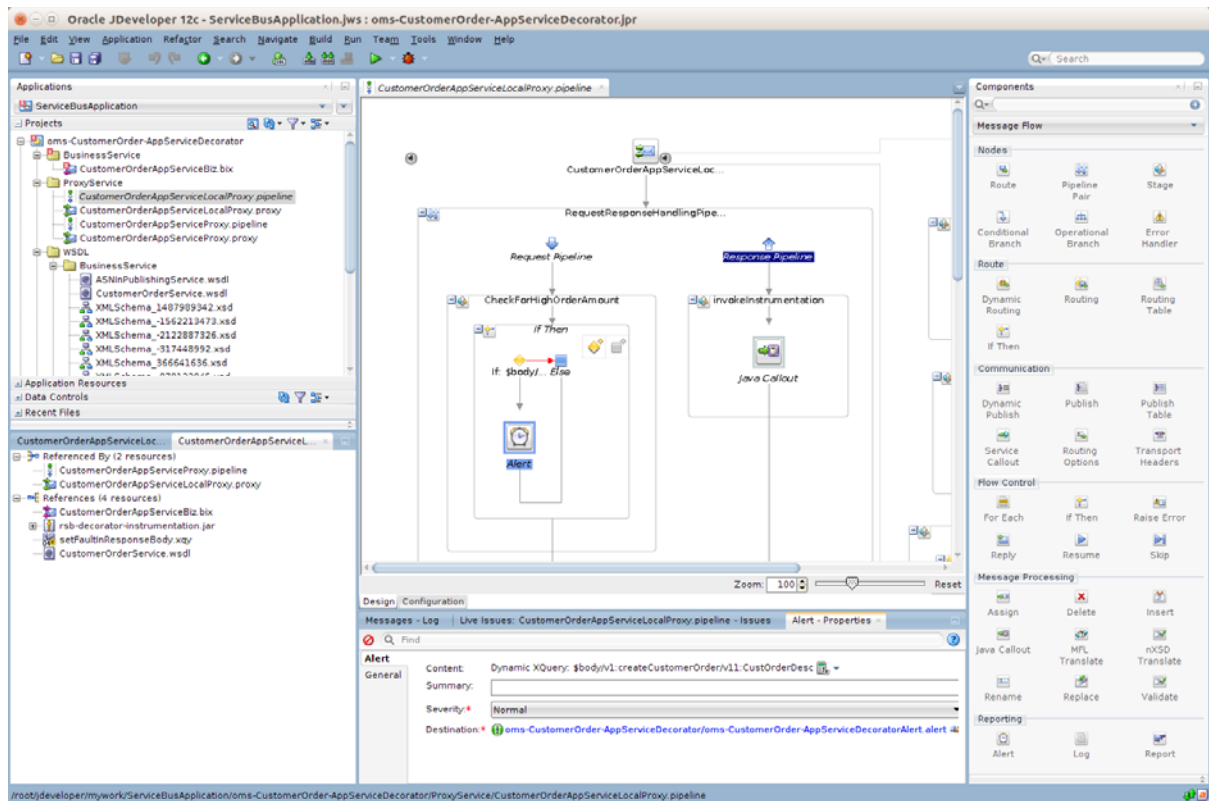 Oracle JDeveloper 12c - ServiceBusApplication.jws : oms-CustomerOrder-AppServiceDecorator.jpr
File Edit View Application Refactor Search Navigate Build Run Team Tools Window Help
Search
Applications
ServiceBusApplication
Projects
oms-CustomerOrder-AppServiceDecorator
BusinessService
CustomerOrderAppServiceBiz.bix
ProxyService
CustomerOrderAppServiceLocalProxy.pipeline
CustomerOrderAppServiceLocalProxy.proxy
CustomerOrderAppServiceProxy.pipeline
CustomerOrderAppServiceProxy.proxy
WSDL
BusinessService
ASNInPublishingService.wsdl
CustomerOrderService.wsdl
XMLSchema_1487989342.xsd
XMLSchema_-1562213473.xsd
XMLSchema_-2122887326.xsd
XMLSchema_-317448992.xsd
XMLSchema_366641636.xsd
Application Resources
Data Controls
Recent Files
CustomerOrderAppServiceLoc... CustomerOrderAppServiceL...
Referenced By (2 resources)
CustomerOrderAppServiceProxy.pipeline
CustomerOrderAppServiceLocalProxy.proxy
References (4 resources)
CustomerOrderAppServiceBiz.bix
rsb-decorator-instrumentation.jar
setFaultInResponseBody.xqy
CustomerOrderService.wsdl
CustomerOrderAppServiceLocalProxy.pipeline
CustomerOrderAppServiceLoc...
RequestResponseHandlingPipe...
Request Pipeline
Response Pipeline
CheckForHighOrderAmount
invokeInstrumentation
If Then
If: $body/... Else
Java Callout
Alert
Zoom: 100 Reset
Design Configuration
Messages - Log Live Issues: CustomerOrderAppServiceLocalProxy.pipeline - Issues Alert - Properties
Find
Alert
General
Content: Dynamic XQuery: $body/v1:createCustomerOrder/v11:CustOrderDesc
Summary:
Severity:* Normal
Destination:* oms-CustomerOrder-AppServiceDecorator/oms-CustomerOrder-AppServiceDecoratorAlert.alert
Components
Message Flow
Nodes
Route Pipeline Pair Stage
Conditional Branch Operational Branch Error Handler
Route
Dynamic Routing Routing Routing Table
If Then
Communication
Dynamic Publish Publish Publish Table
Service Callout Routing Options Transport Headers
Flow Control
For Each If Then Raise Error
Reply Resume Skip
Message Processing
Assign Delete Insert
Java Callout MFL Translate nXSD Translate
Rename Replace Validate
Reporting
Alert Log Report
/root/jdeveloper/mywork/ServiceBusApplication/oms-CustomerOrder-AppServiceDecorator/ProxyService/CustomerOrderAppServiceLocalProxy.pipeline